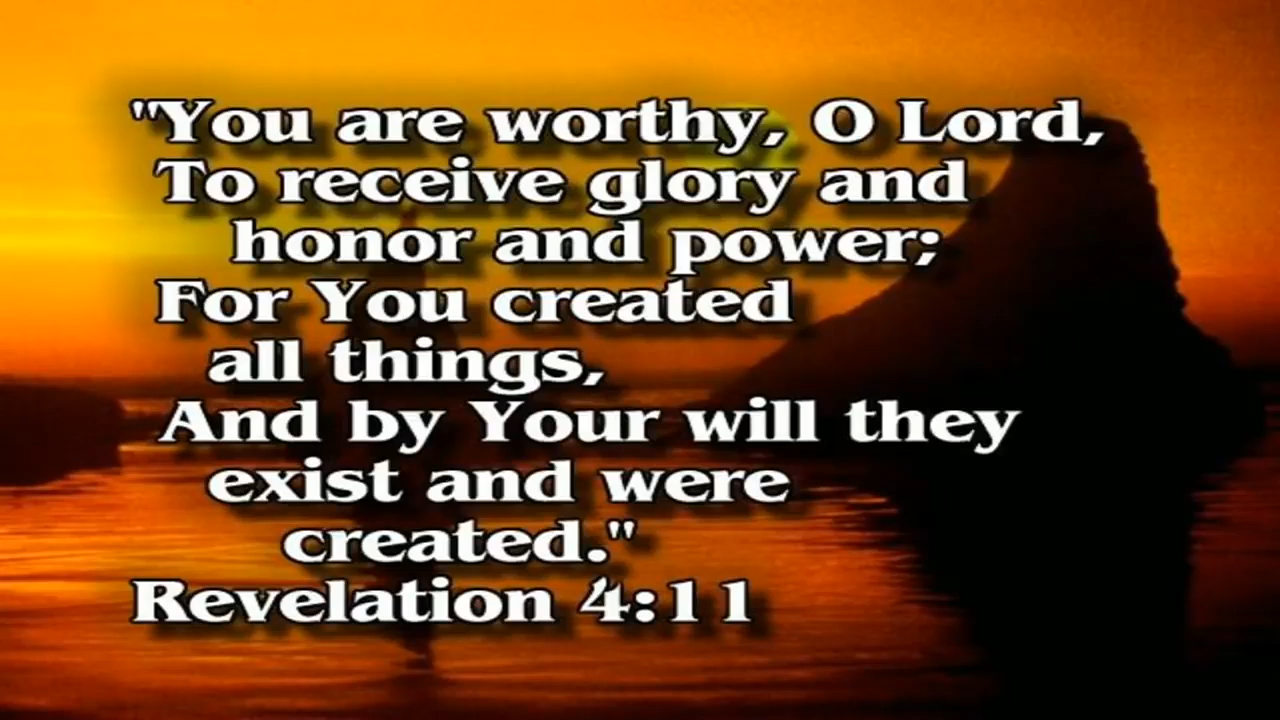 "You are worthy, O Lord,
To receive glory and
honor and power;
For You created
all things,
And by Your will they
exist and were
created."
Revelation 4:11